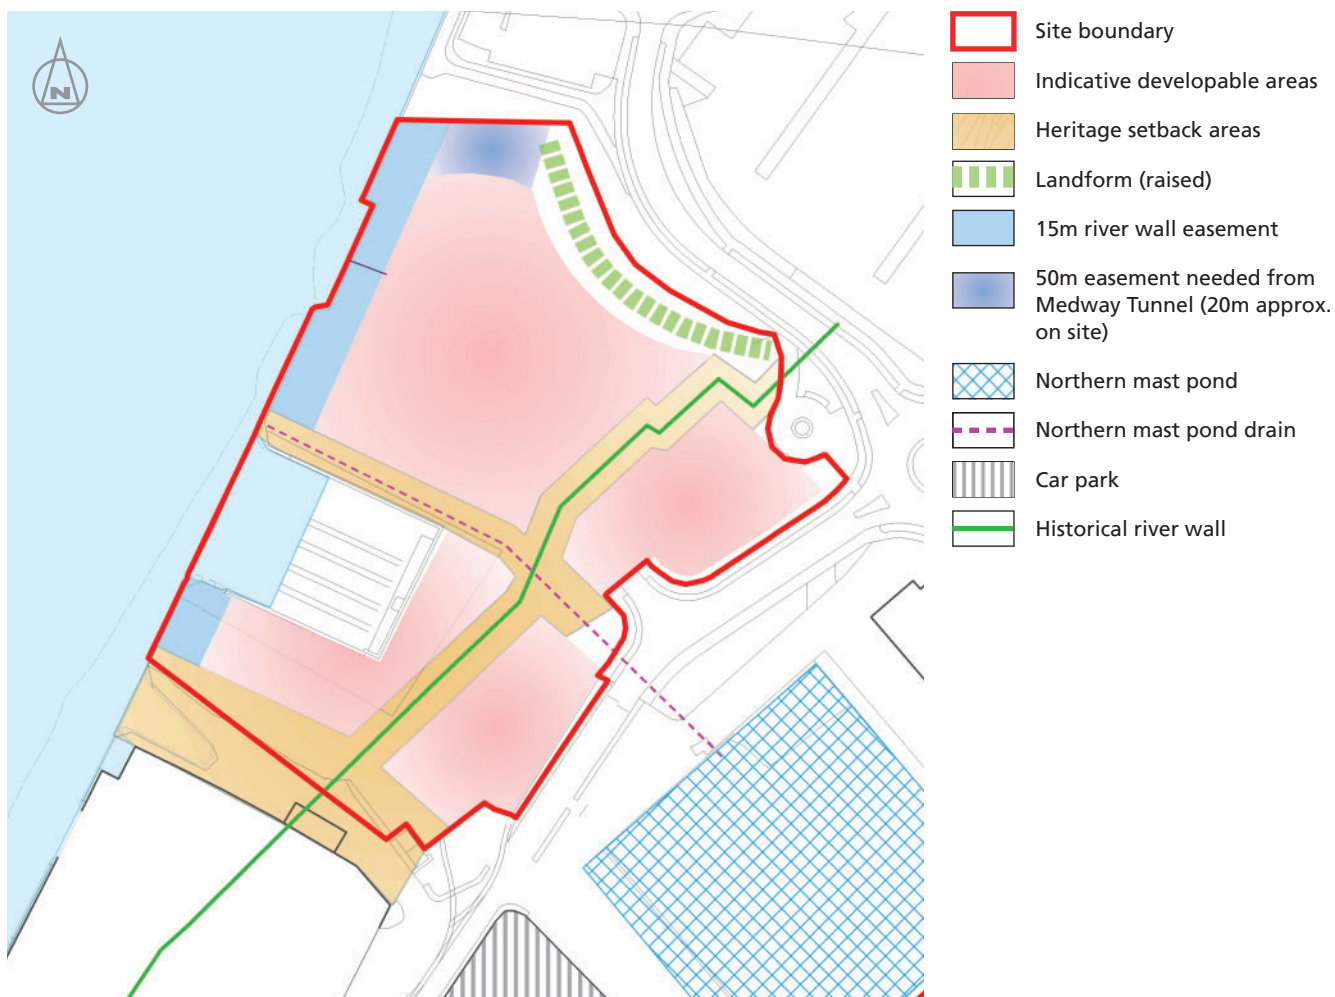 N
Site boundary
Indicative developable areas
Heritage setback areas
Landform (raised)
15m river wall easement
50m easement needed from
Medway Tunnel (20m approx.
on site)
Northern mast pond
Northern mast pond drain
Car park
Historical river wall